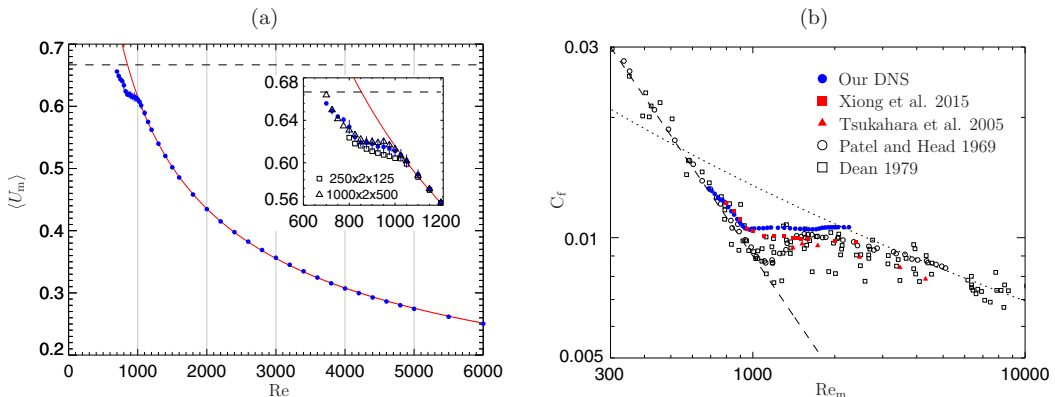 (a)
(b)
0.7
0.6
0.5
0.4
0.3
0.2
⟨Uₘ⟩
0 1000 2000 3000 4000 5000 6000
Re
0.68
0.64
0.60
0.56
250x2x125
1000x2x500
600 800 1000 1200
0.03
0.01
0.005
C_f
Our DNS
Xiong et al. 2015
Tsukahara et al. 2005
Patel and Head 1969
Dean 1979
300 1000 10000
Re_m